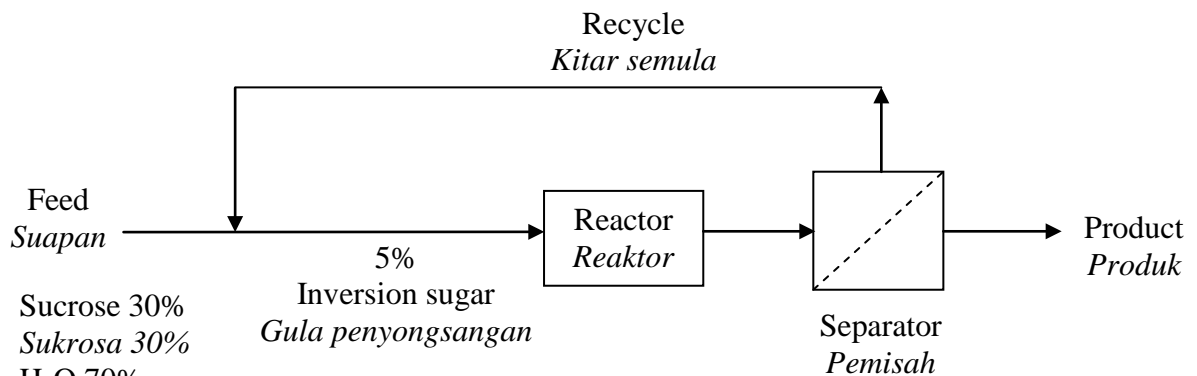 Recycle
Kitar semula
Feed
Suapan
Reactor
Reaktor
Product
Produk
5%
Inversion sugar
Gula penyongsangan
Sucrose 30%
Sukrosa 30%
Separator
Pemisah